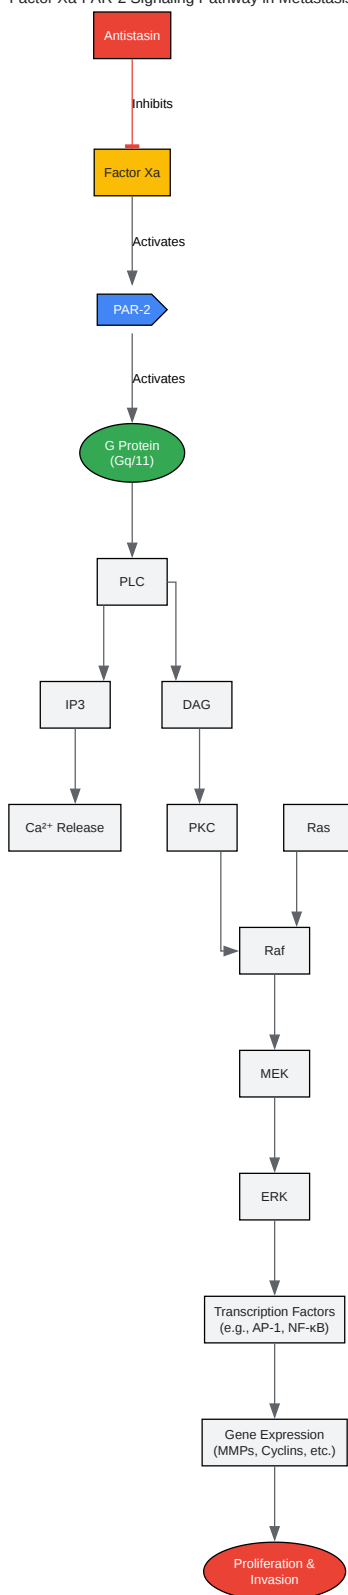 Factor Xa-PAR-2 Signaling Pathway in Metastasis
Antistasin
Inhibits
Factor Xa
Activates
PAR-2
Activates
G Protein
(Gq/11)
PLC
IP3
DAG
Ca²⁺ Release
PKC
Ras
Raf
MEK
ERK
Transcription Factors
(e.g., AP-1, NF-κB)
Gene Expression
(MMPs, Cyclins, etc.)
Proliferation &
Invasion